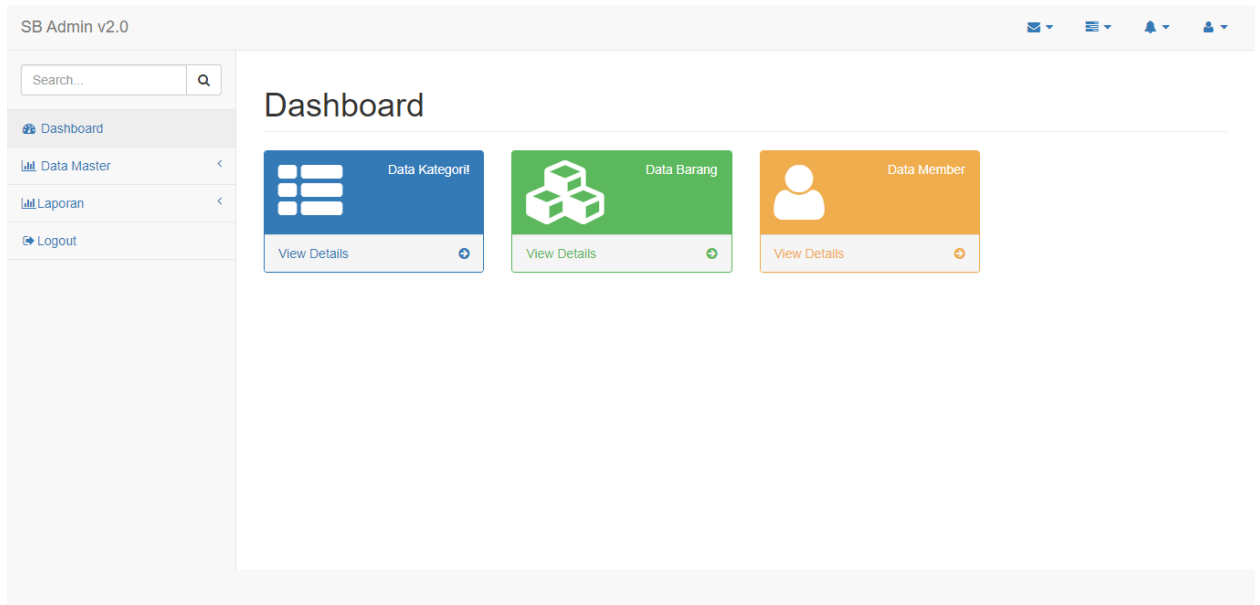 SB Admin v2.0
Search...
Dashboard
Data Master
Laporan
Logout
Dashboard
Data Kategori!
View Details
Data Barang
View Details
Data Member
View Details